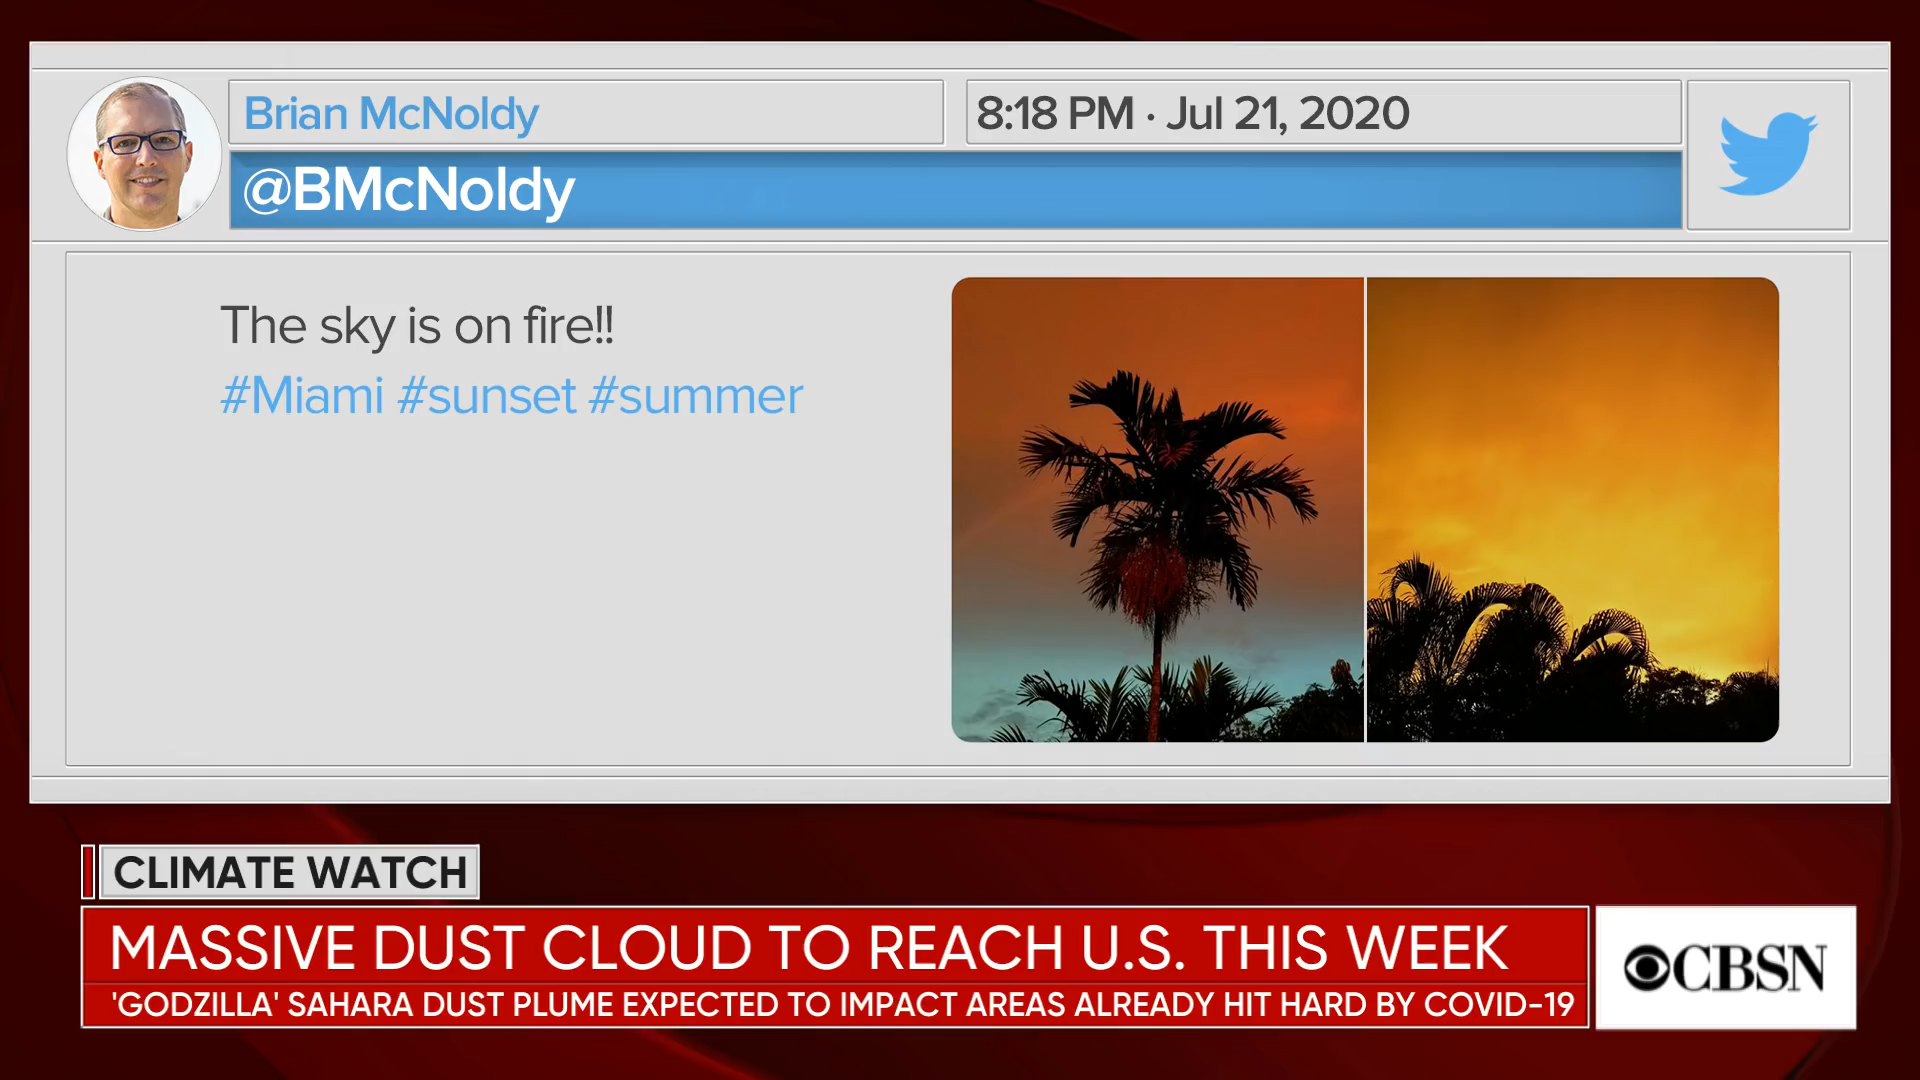 Brian McNoldy
8:18 PM · Jul 21, 2020
@BMcNoldy
The sky is on fire!!
#Miami #sunset #summer
CLIMATE WATCH
MASSIVE DUST CLOUD TO REACH U.S. THIS WEEK
'GODZILLA' SAHARA DUST PLUME EXPECTED TO IMPACT AREAS ALREADY HIT HARD BY COVID-19
CBSN